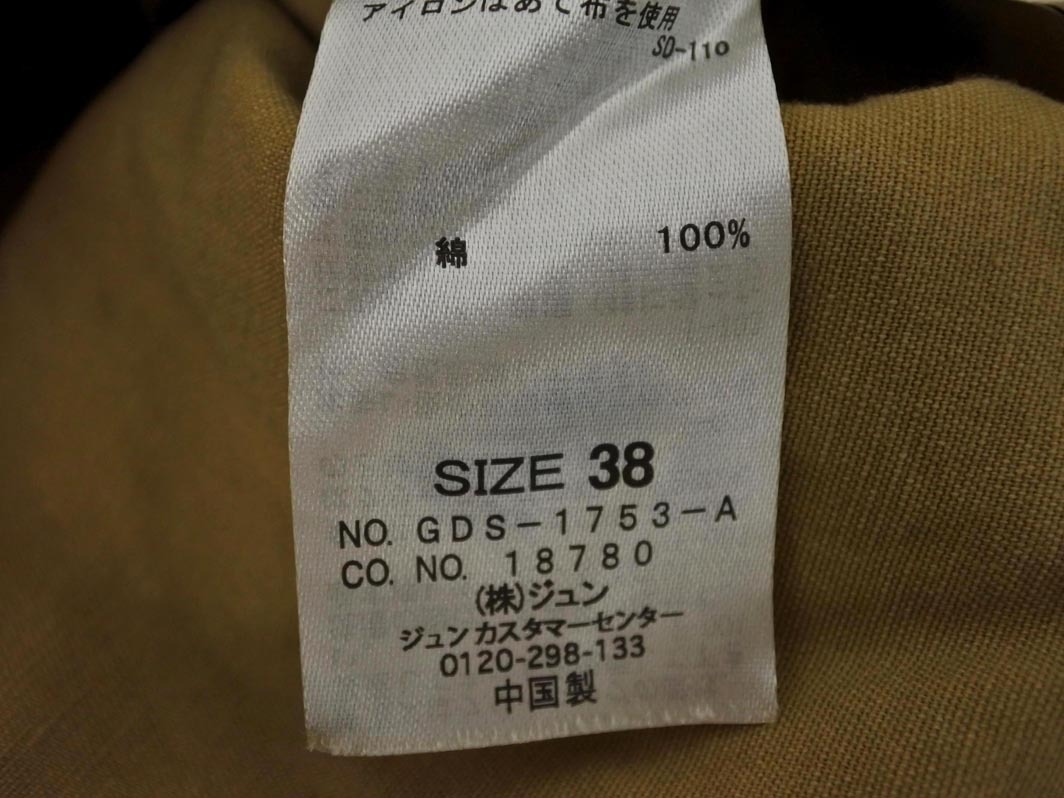 アイロンはあて布を使用
SD-110
綿 100%
SIZE 38
NO. GDS-1753-A
CO. NO. 18780
(株)ジュン
ジュンカスタマーセンター
0120-298-133
中国製